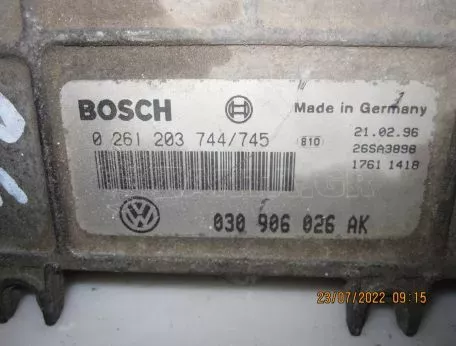 BOSCH
Made in Germany
0 261 203 744/745
810
21.02.96
26SA3898
1761 1418
VW
030 906 026 AK
23/07/2022 09:15